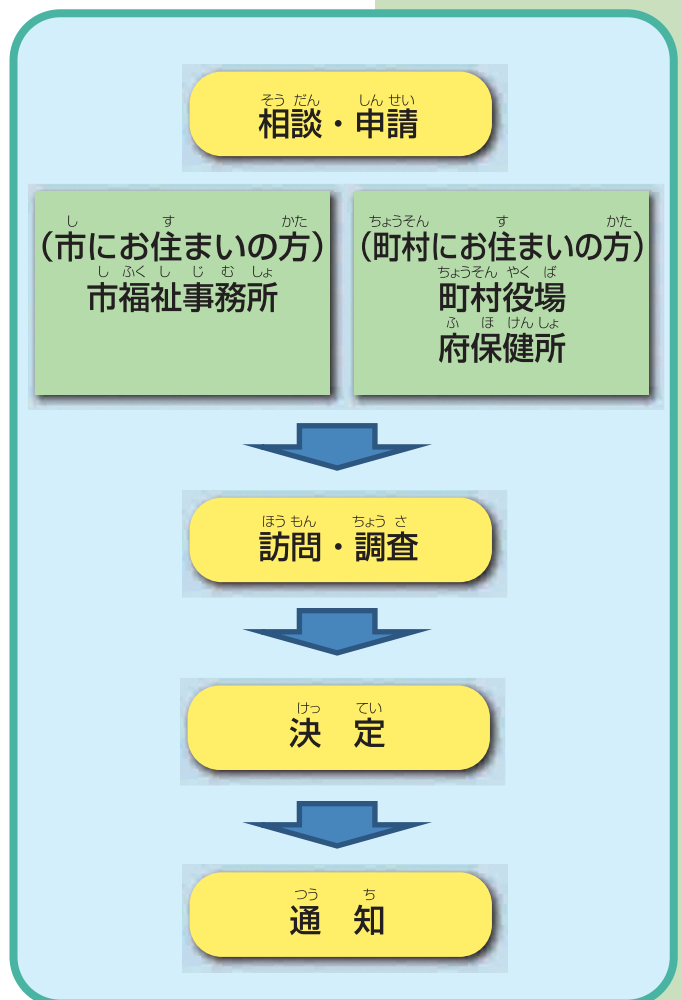 そう だん しん せい
相談・申請
し す かた
（市にお住まいの方）
し ふく し じ む しょ
市福祉事務所
ちょうそん す かた
（町村にお住まいの方）
ちょうそん やく ば
町村役場
ふ ほ けん しょ
府保健所
ほう もん ちょう さ
訪問・調査
けっ てい
決 定
つう ち
通 知